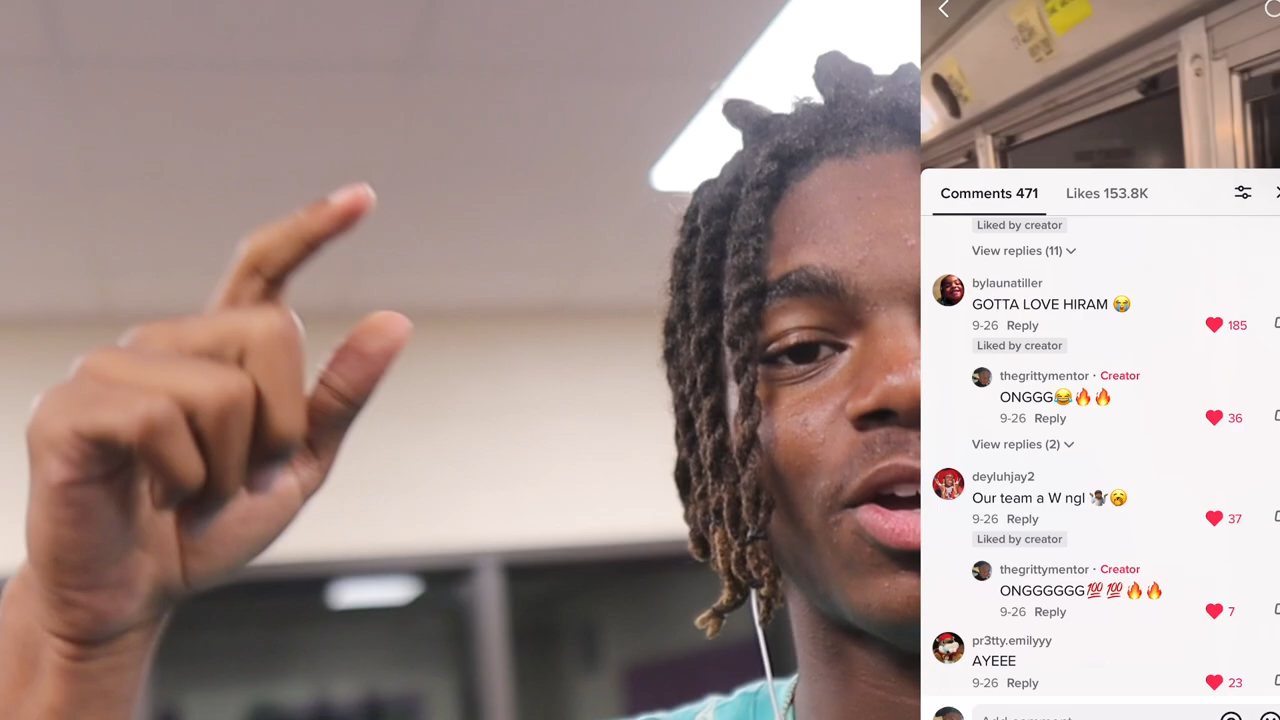 Comments 471
Likes 153.8K
Liked by creator
View replies (11)
bylaunatiller
GOTTA LOVE HIRAM 😭
9-26 Reply
185
Liked by creator
thegrittymentor · Creator
ONGGG😂🔥🔥
9-26 Reply
36
View replies (2)
deyluhjay2
Our team a W ngl
9-26 Reply
37
Liked by creator
thegrittymentor · Creator
ONGGGGGG💯💯🔥🔥
9-26 Reply
7
pr3tty.emilyyy
AYEEE
9-26 Reply
23
Add comment...